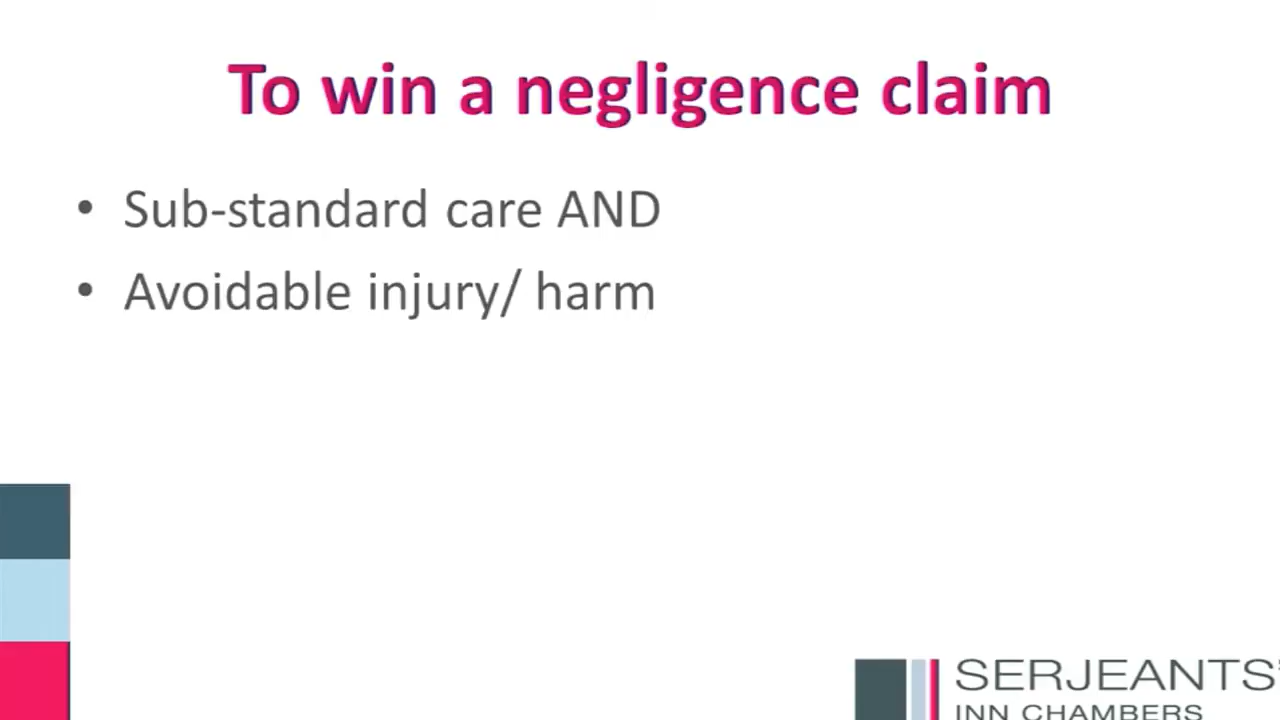 To win a negligence claim
• Sub-standard care AND
• Avoidable injury/ harm
SERJEANTS'
INN CHAMBERS